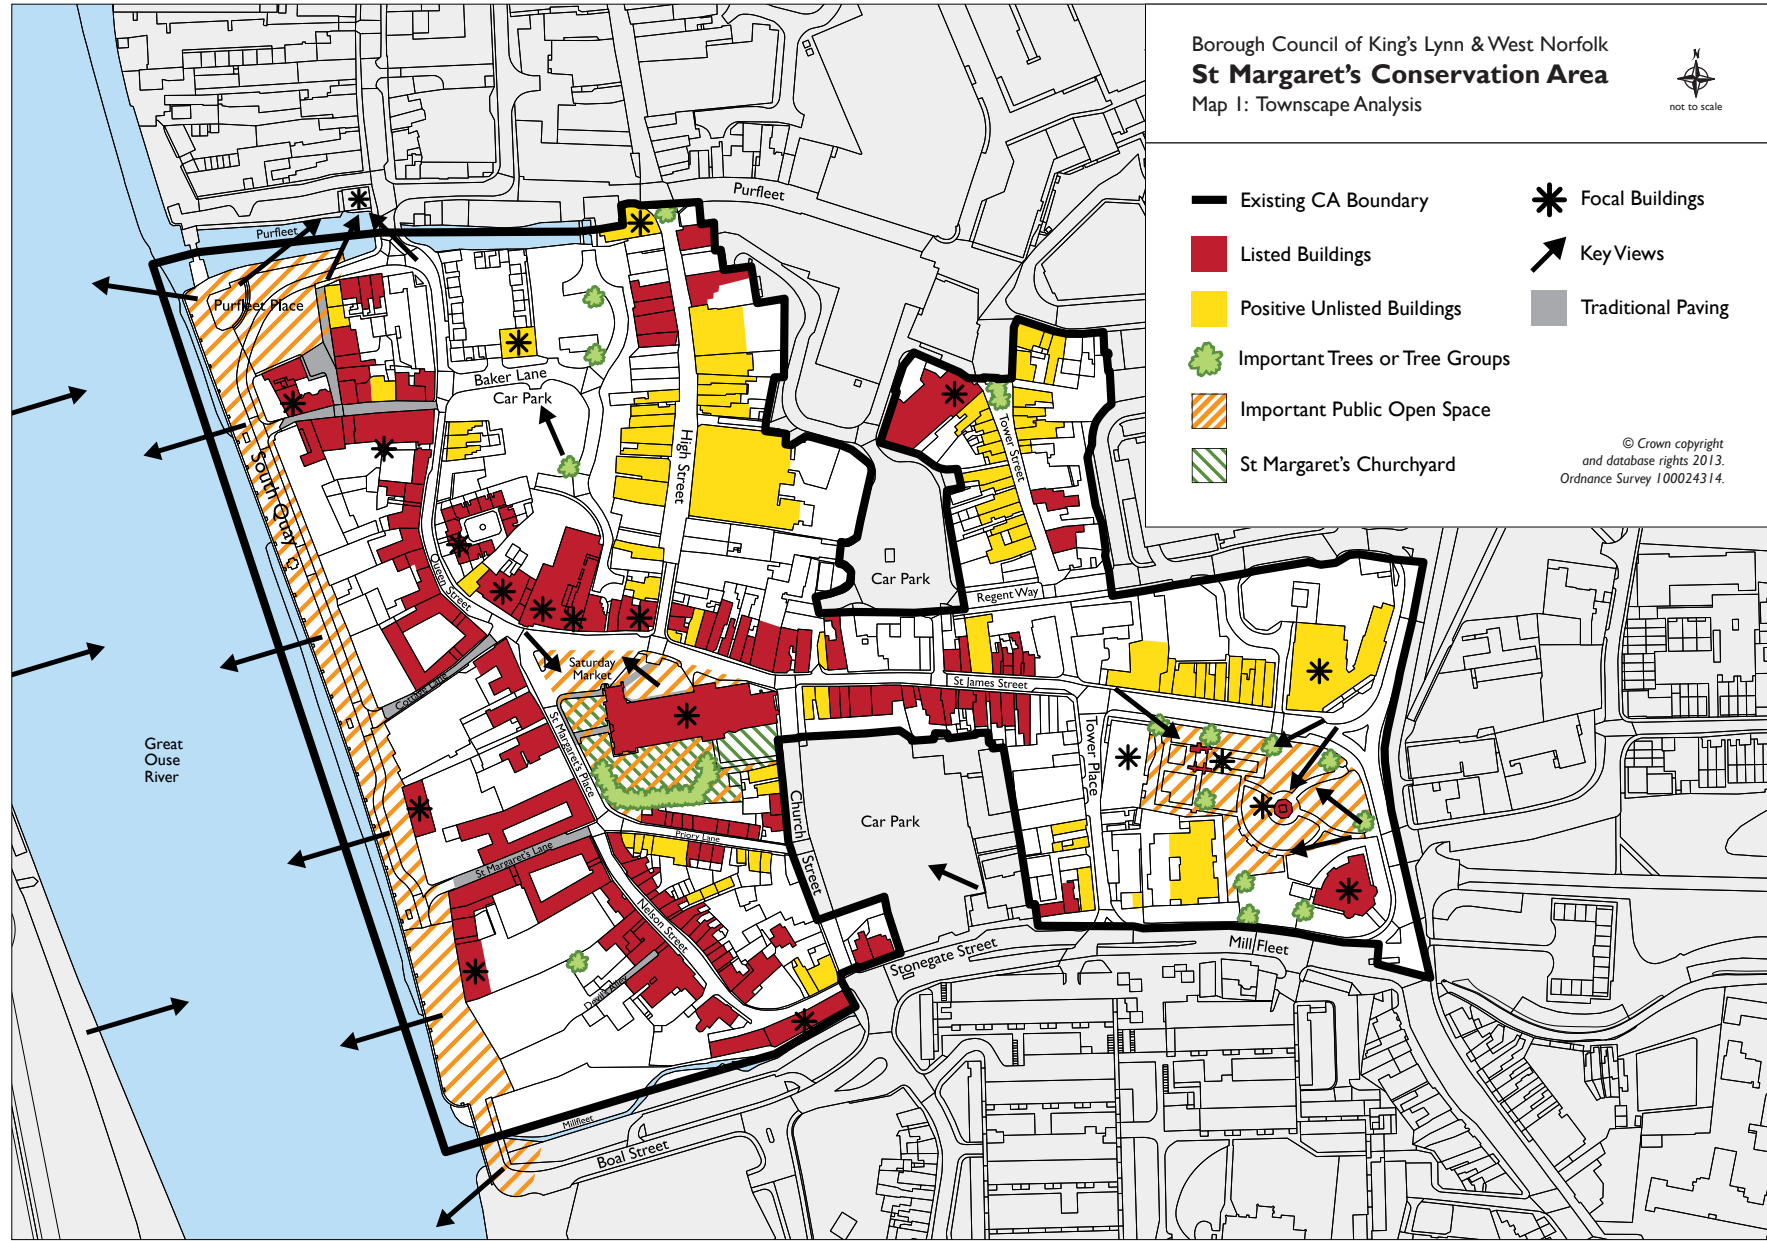 Borough Council of King's Lynn & West Norfolk
St Margaret's Conservation Area
Map 1: Townscape Analysis
N
not to scale
Existing CA Boundary
Listed Buildings
Positive Unlisted Buildings
Important Trees or Tree Groups
Important Public Open Space
St Margaret's Churchyard
Focal Buildings
Key Views
Traditional Paving
© Crown copyright
and database rights 2013.
Ordnance Survey 100024314.
Purfleet
Purfleet
Purfleet Place
Baker Lane
Car Park
High Street
Tower Street
South Quay
Queen Street
Car Park
Regent Way
Saturday
Market
St James Street
Cottage Lane
St Margaret's Place
Tower Place
Great
Ouse
River
Church Street
Car Park
Priory Lane
St Margaret's Lane
Nelson Street
Devil's Alley
Stonegate Street
Mill Fleet
Millfleet
Boal Street